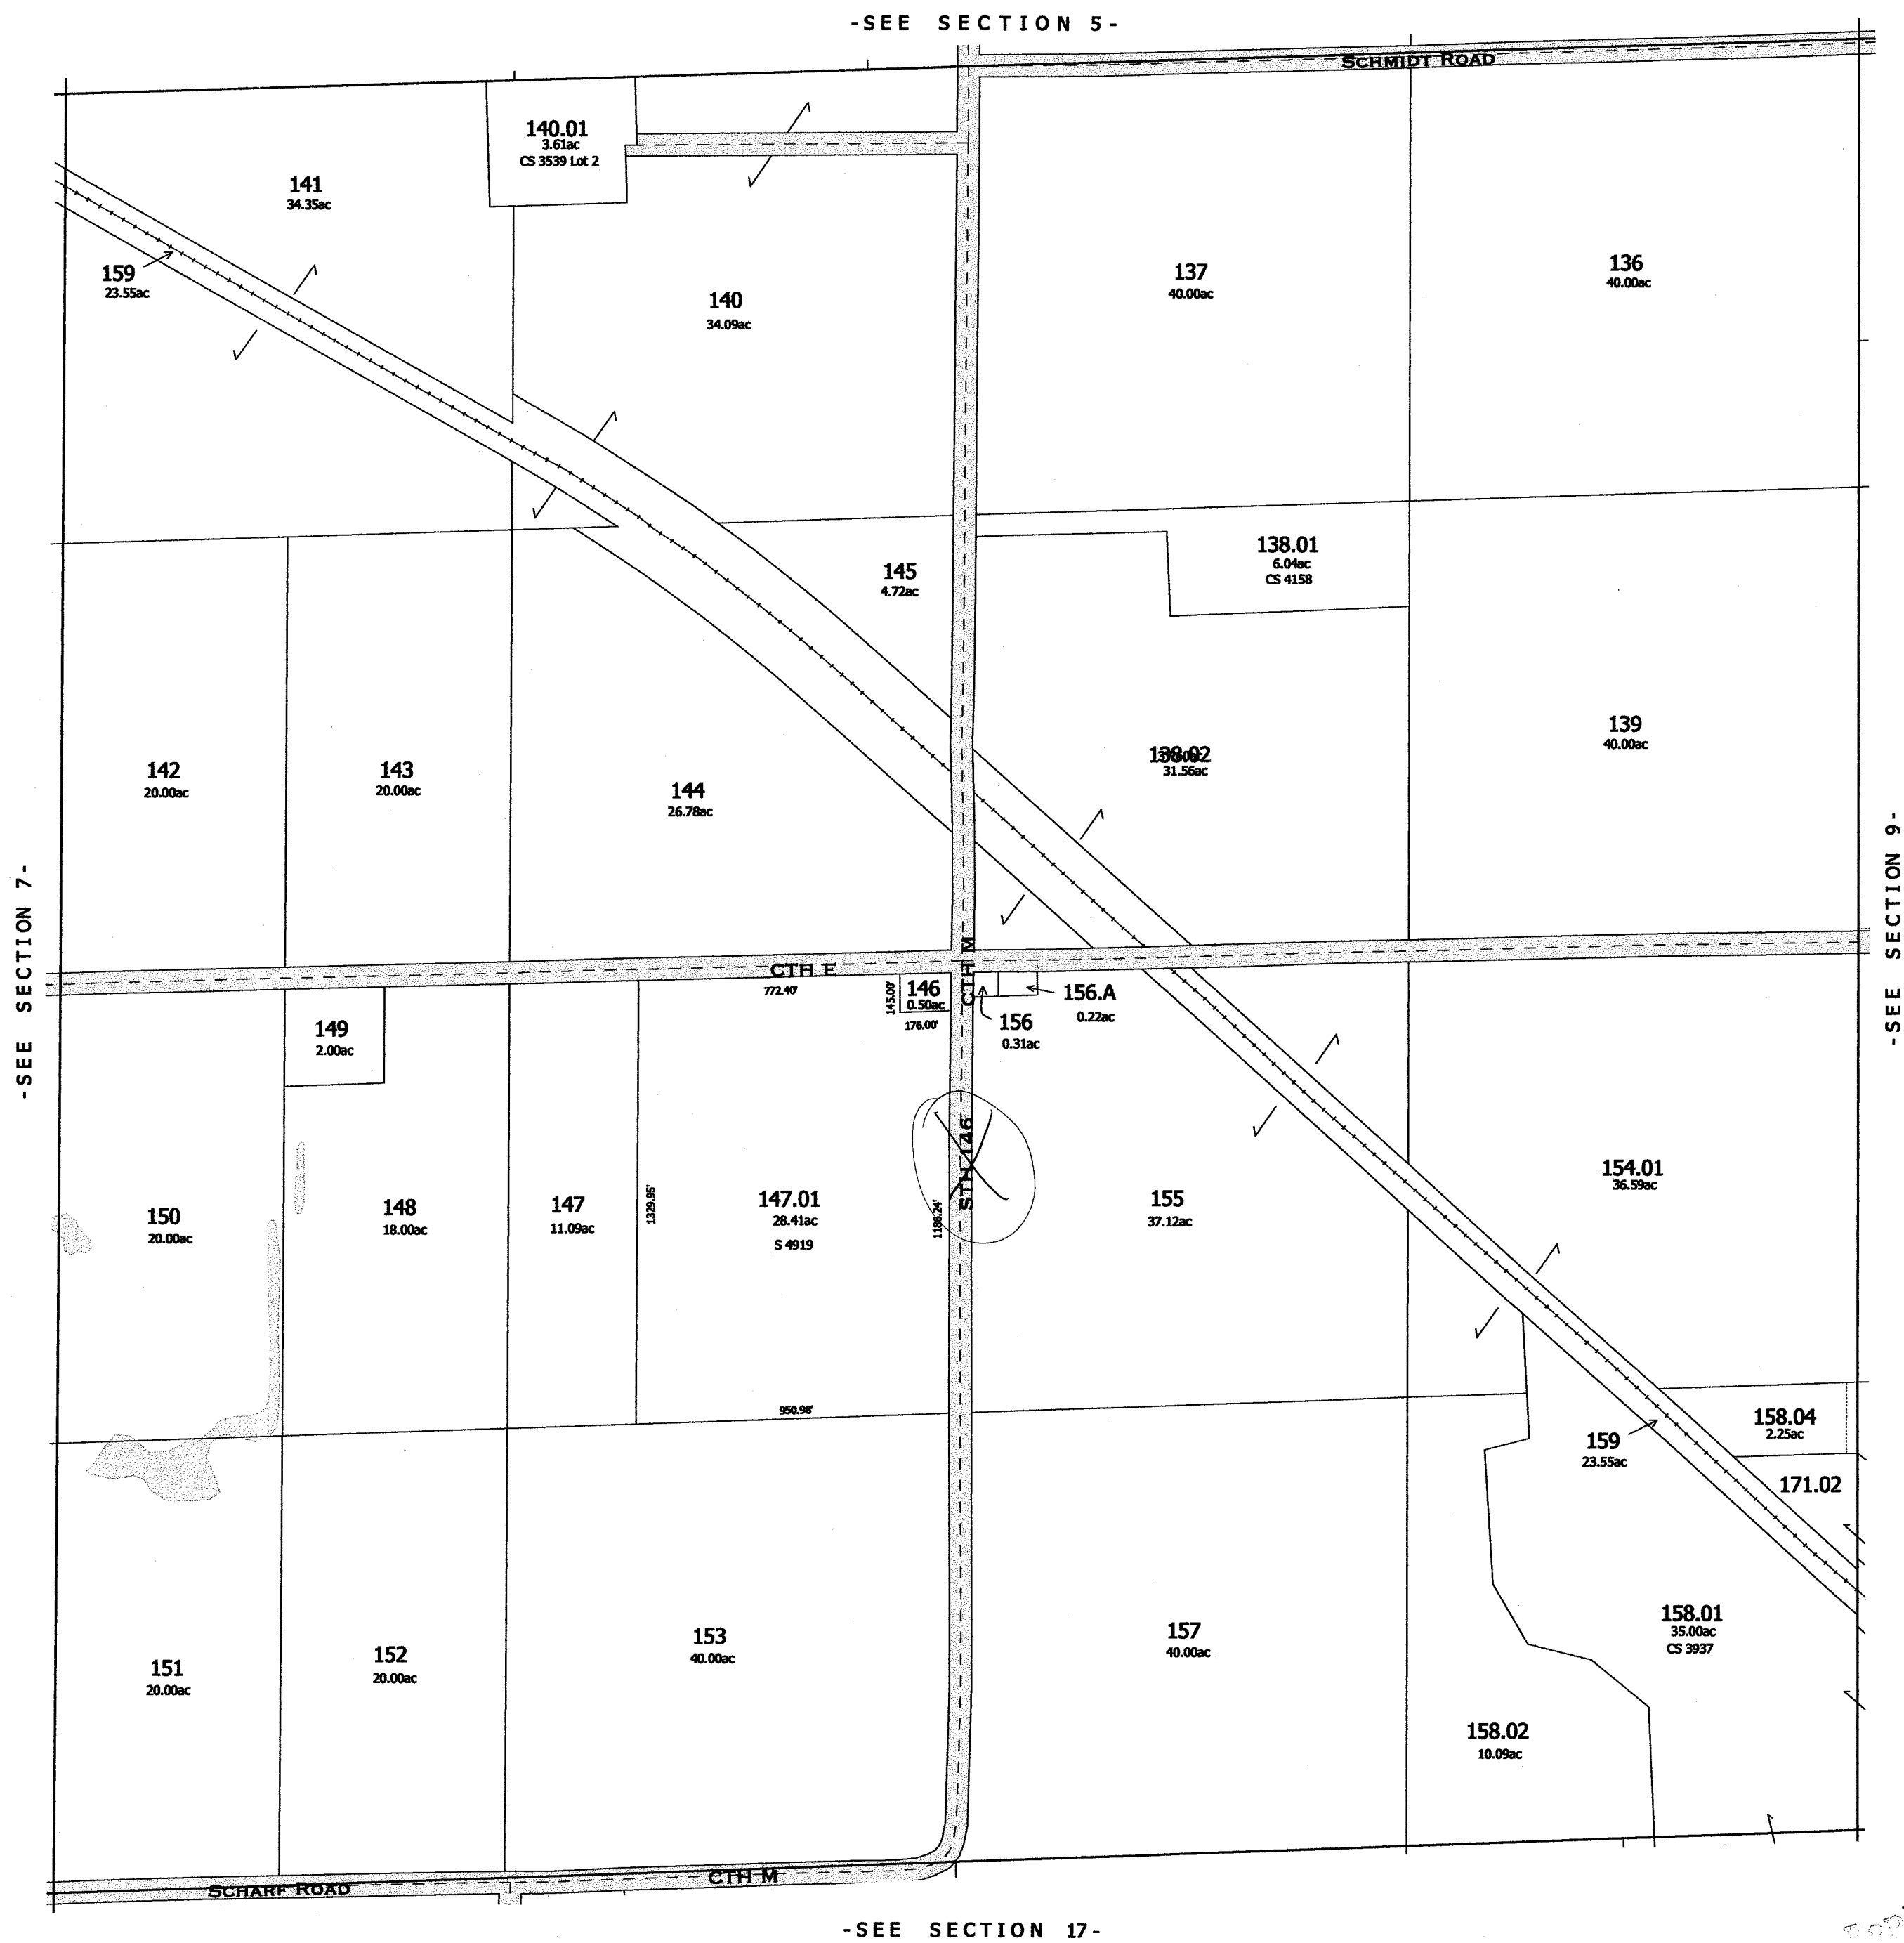 -SEE SECTION 5-
SCHMIDT ROAD
140.01
3.61ac
CS 3539 Lot 2
141
34.35ac
159
23.55ac
140
34.09ac
137
40.00ac
136
40.00ac
138.01
6.04ac
CS 4158
145
4.72ac
138.02
31.56ac
139
40.00ac
142
20.00ac
143
20.00ac
144
26.78ac
-SEE SECTION 7-
-SEE SECTION 9-
CTH E
CTH M
772.40'
145.00'
146
0.50ac
176.00'
156.A
0.22ac
156
0.31ac
149
2.00ac
STH 146
150
20.00ac
148
18.00ac
147
11.09ac
1329.95'
147.01
28.41ac
S 4919
1186.24'
155
37.12ac
154.01
36.59ac
950.98'
158.04
2.25ac
159
23.55ac
171.02
151
20.00ac
152
20.00ac
153
40.00ac
157
40.00ac
158.01
35.00ac
CS 3937
158.02
10.09ac
SCHARF ROAD
CTH M
-SEE SECTION 17-